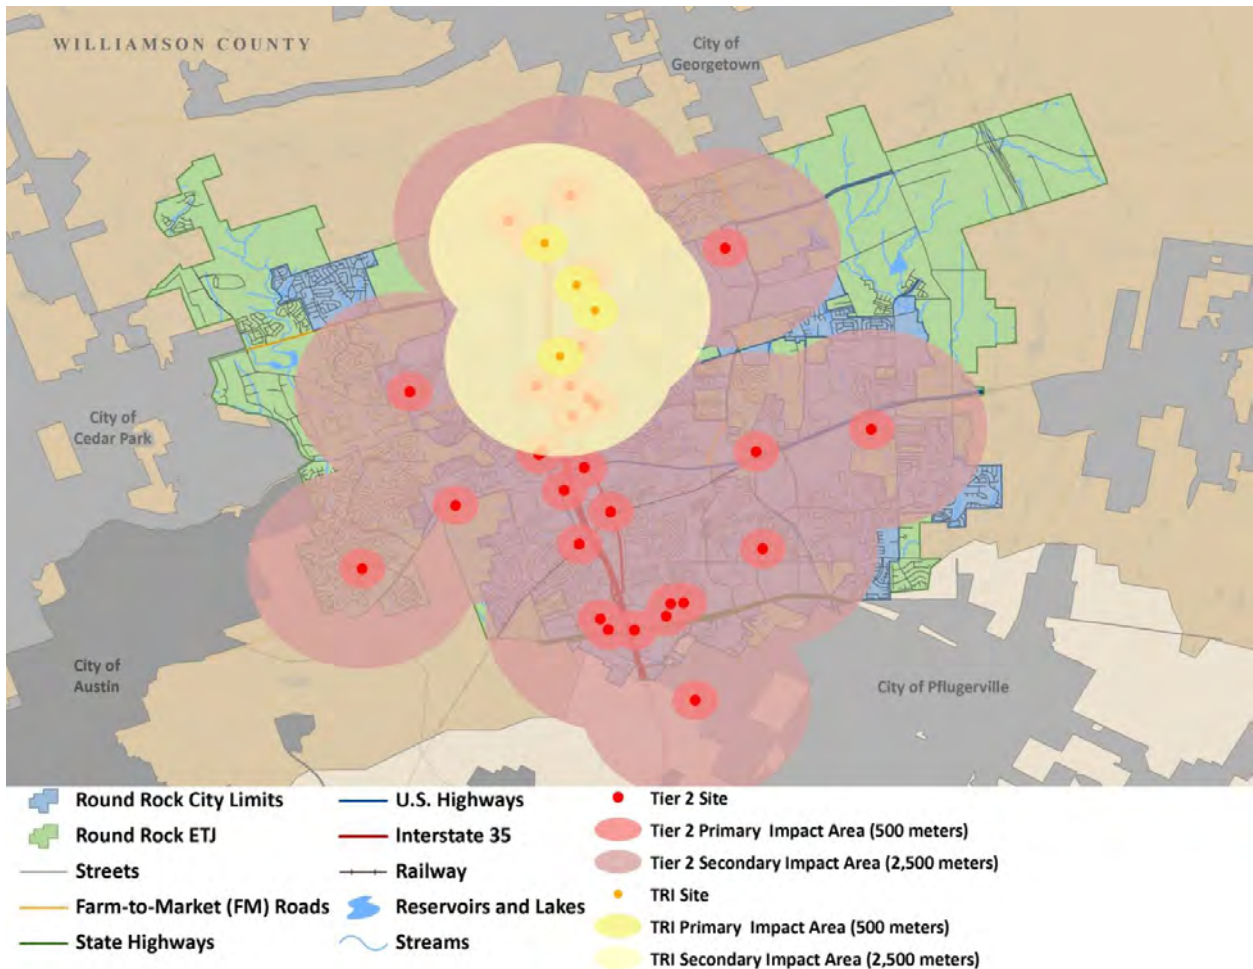 WILLIAMSON COUNTY
City of
Georgetown
City of
Cedar Park
City of
Austin
City of Pflugerville
Round Rock City Limits
Round Rock ETJ
Streets
Farm-to-Market (FM) Roads
State Highways
U.S. Highways
Interstate 35
Railway
Reservoirs and Lakes
Streams
Tier 2 Site
Tier 2 Primary Impact Area (500 meters)
Tier 2 Secondary Impact Area (2,500 meters)
TRI Site
TRI Primary Impact Area (500 meters)
TRI Secondary Impact Area (2,500 meters)